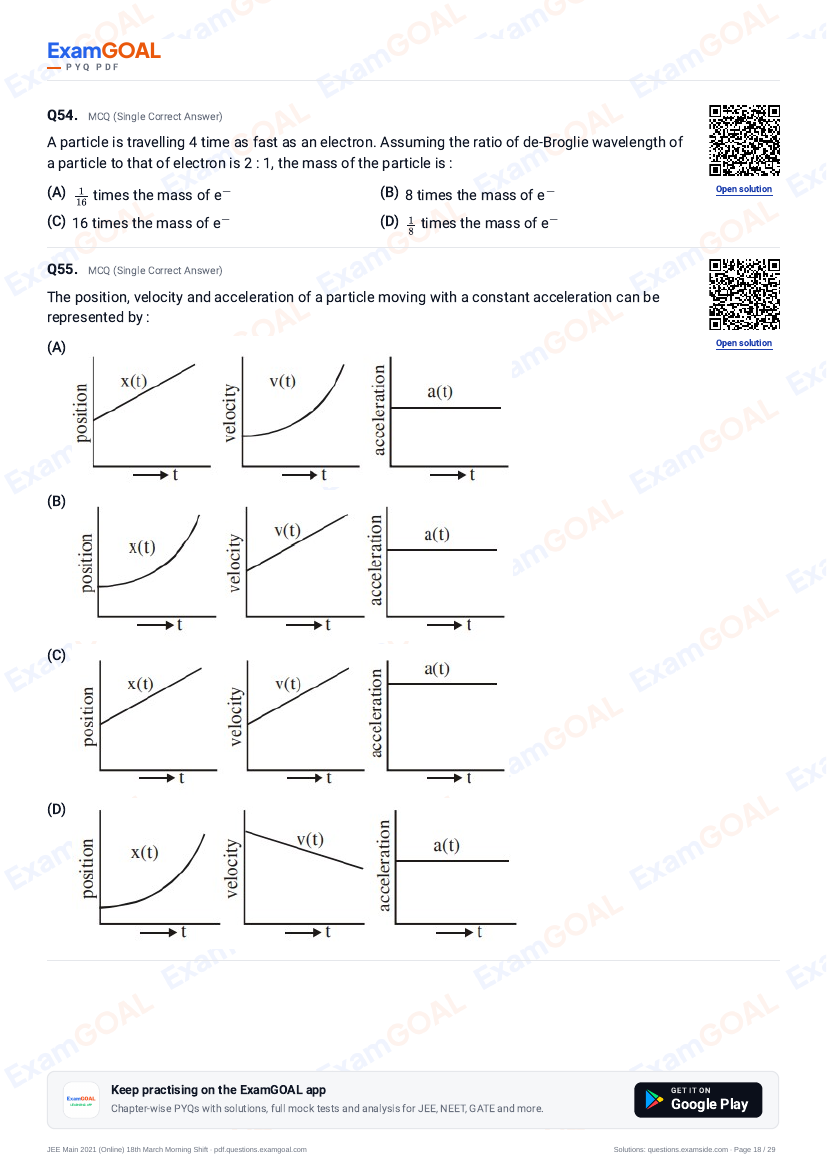 ExamGOAL
PYQ PDF
Q54. MCQ (Single Correct Answer)
A particle is travelling 4 time as fast as an electron. Assuming the ratio of de-Broglie wavelength of
a particle to that of electron is 2 : 1, the mass of the particle is :
Open solution
(A) 1/16 times the mass of e⁻ (B) 8 times the mass of e⁻
(C) 16 times the mass of e⁻ (D) 1/8 times the mass of e⁻
Q55. MCQ (Single Correct Answer)
The position, velocity and acceleration of a particle moving with a constant acceleration can be
represented by :
Open solution
(A)
position x(t) t velocity v(t) t acceleration a(t) t
(B)
position x(t) t velocity v(t) t acceleration a(t) t
(C)
position x(t) t velocity v(t) t acceleration a(t) t
(D)
position x(t) t velocity v(t) t acceleration a(t) t
ExamGOAL
Keep practising on the ExamGOAL app
Chapter-wise PYQs with solutions, full mock tests and analysis for JEE, NEET, GATE and more.
GET IT ON
Google Play
JEE Main 2021 (Online) 18th March Morning Shift · pdf.questions.examgoal.com Solutions: questions.examside.com · Page 18 / 29